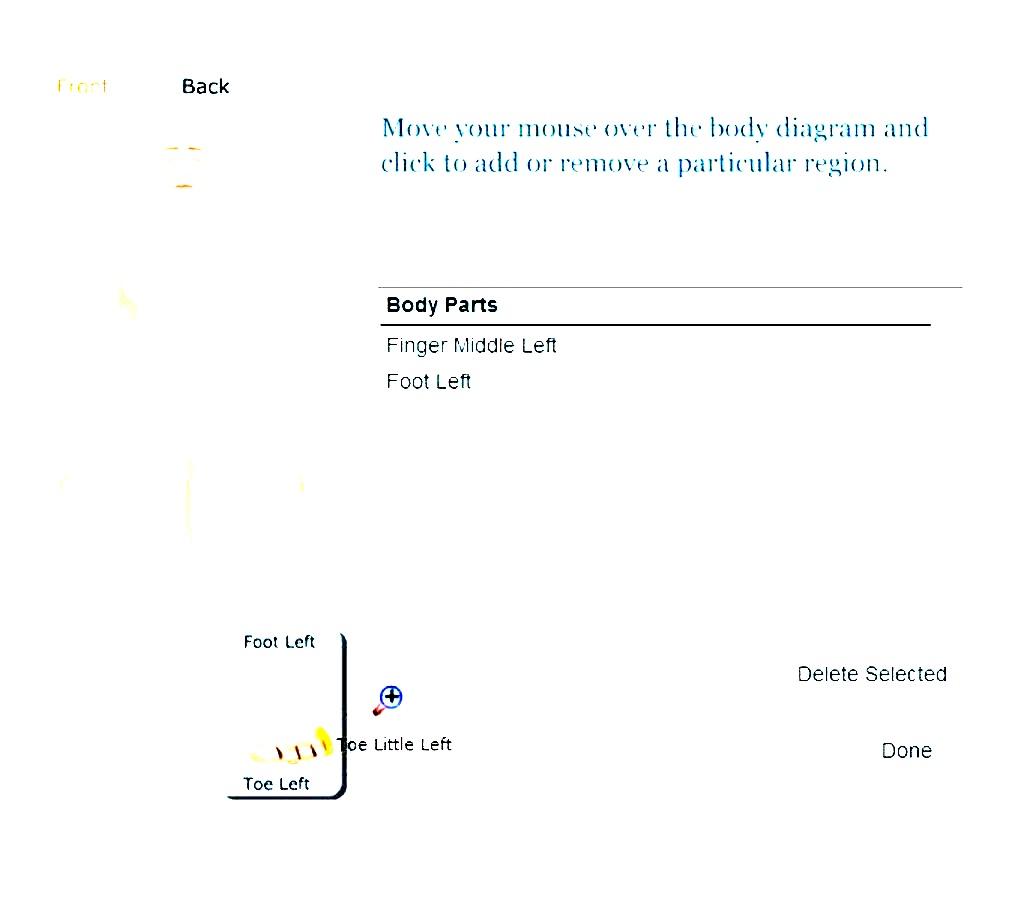 Front Back
Move your mouse over the body diagram and
click to add or remove a particular region.
Body Parts
Finger Middle Left
Foot Left
Foot Left
Delete Selected
Toe Little Left
Done
Toe Left